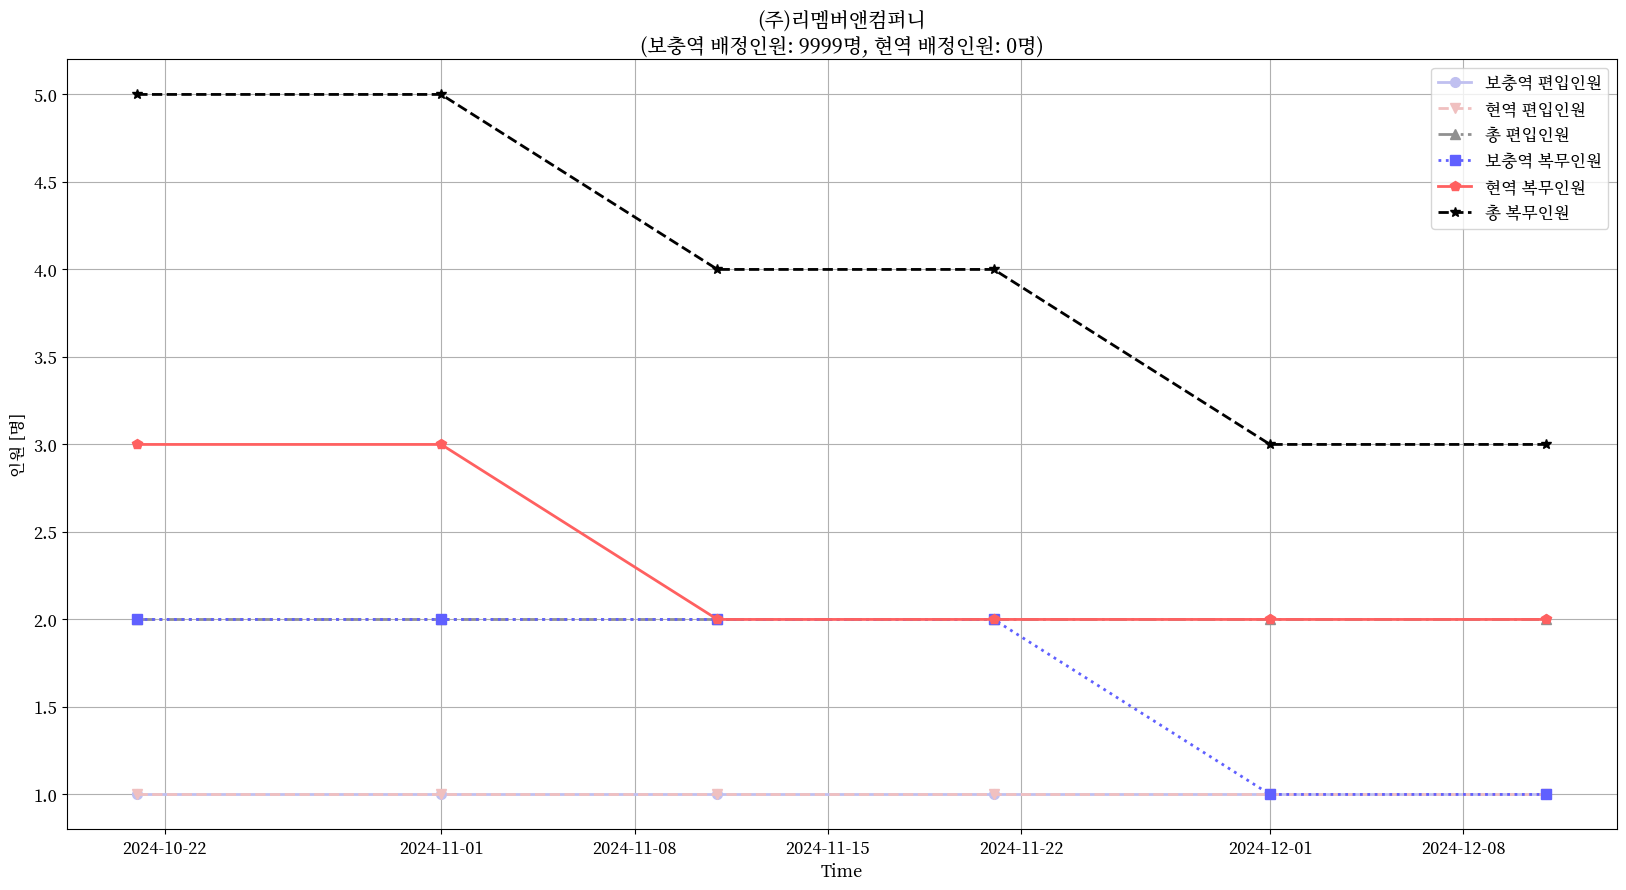 (주)리멤버앤컴퍼니
(보충역 배정인원: 9999명, 현역 배정인원: 0명)
보충역 편입인원
현역 편입인원
총 편입인원
보충역 복무인원
현역 복무인원
총 복무인원
인원 [명]
5.0
4.5
4.0
3.5
3.0
2.5
2.0
1.5
1.0
2024-10-22
2024-11-01
2024-11-08
2024-11-15
2024-11-22
2024-12-01
2024-12-08
Time